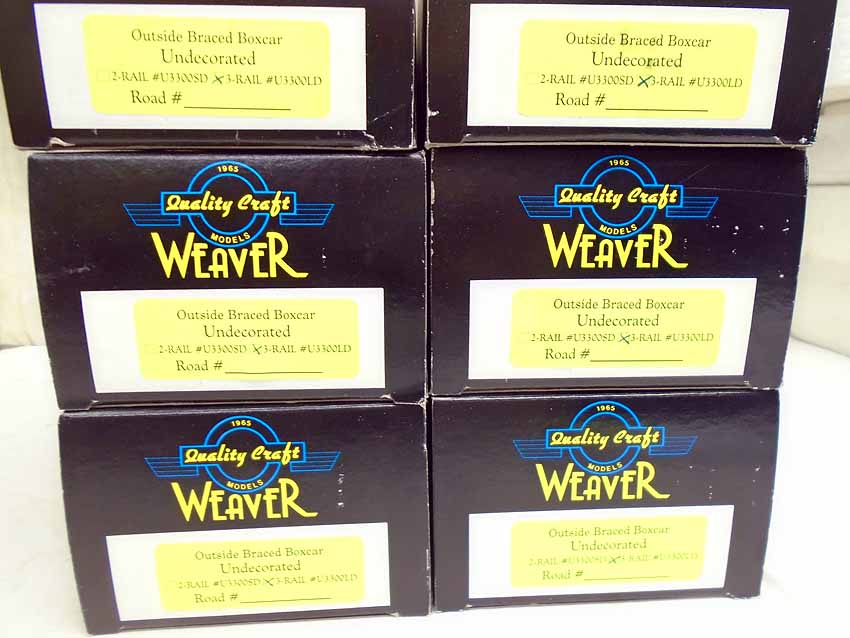 Outside Braced Boxcar
Undecorated
2-RAIL #U3300SD 3-RAIL #U3300LD
Road #
Outside Braced Boxcar
Undecorated
2-RAIL #U3300SD 3-RAIL #U3300LD
Road #
1965
Quality Craft
MODELS
WEAVER
Outside Braced Boxcar
Undecorated
2-RAIL #U3300SD 3-RAIL #U3300LD
Road #
1965
Quality Craft
MODELS
WEAVER
Outside Braced Boxcar
Undecorated
2-RAIL #U3300SD 3-RAIL #U3300LD
Road #
1965
Quality Craft
MODELS
WEAVER
Outside Braced Boxcar
Undecorated
2-RAIL #U3300SD 3-RAIL #U3300LD
Road #
1965
Quality Craft
MODELS
WEAVER
Outside Braced Boxcar
Undecorated
2-RAIL #U3300SD 3-RAIL #U3300LD
Road #